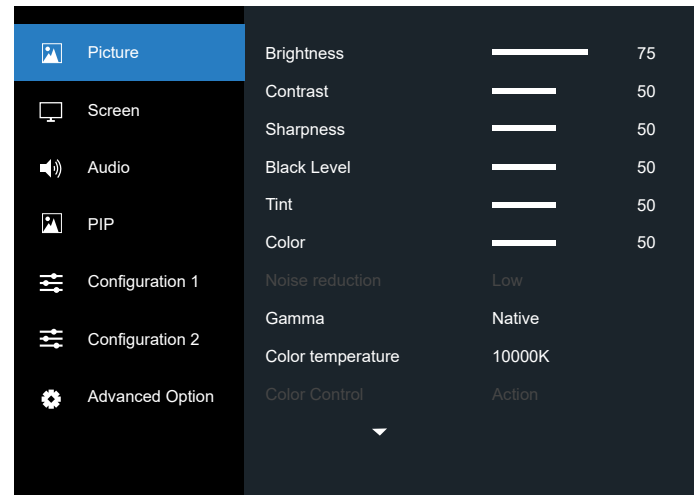 Picture
Screen
Audio
PIP
Configuration 1
Configuration 2
Advanced Option
Brightness 75
Contrast 50
Sharpness 50
Black Level 50
Tint 50
Color 50
Noise reduction Low
Gamma Native
Color temperature 10000K
Color Control Action